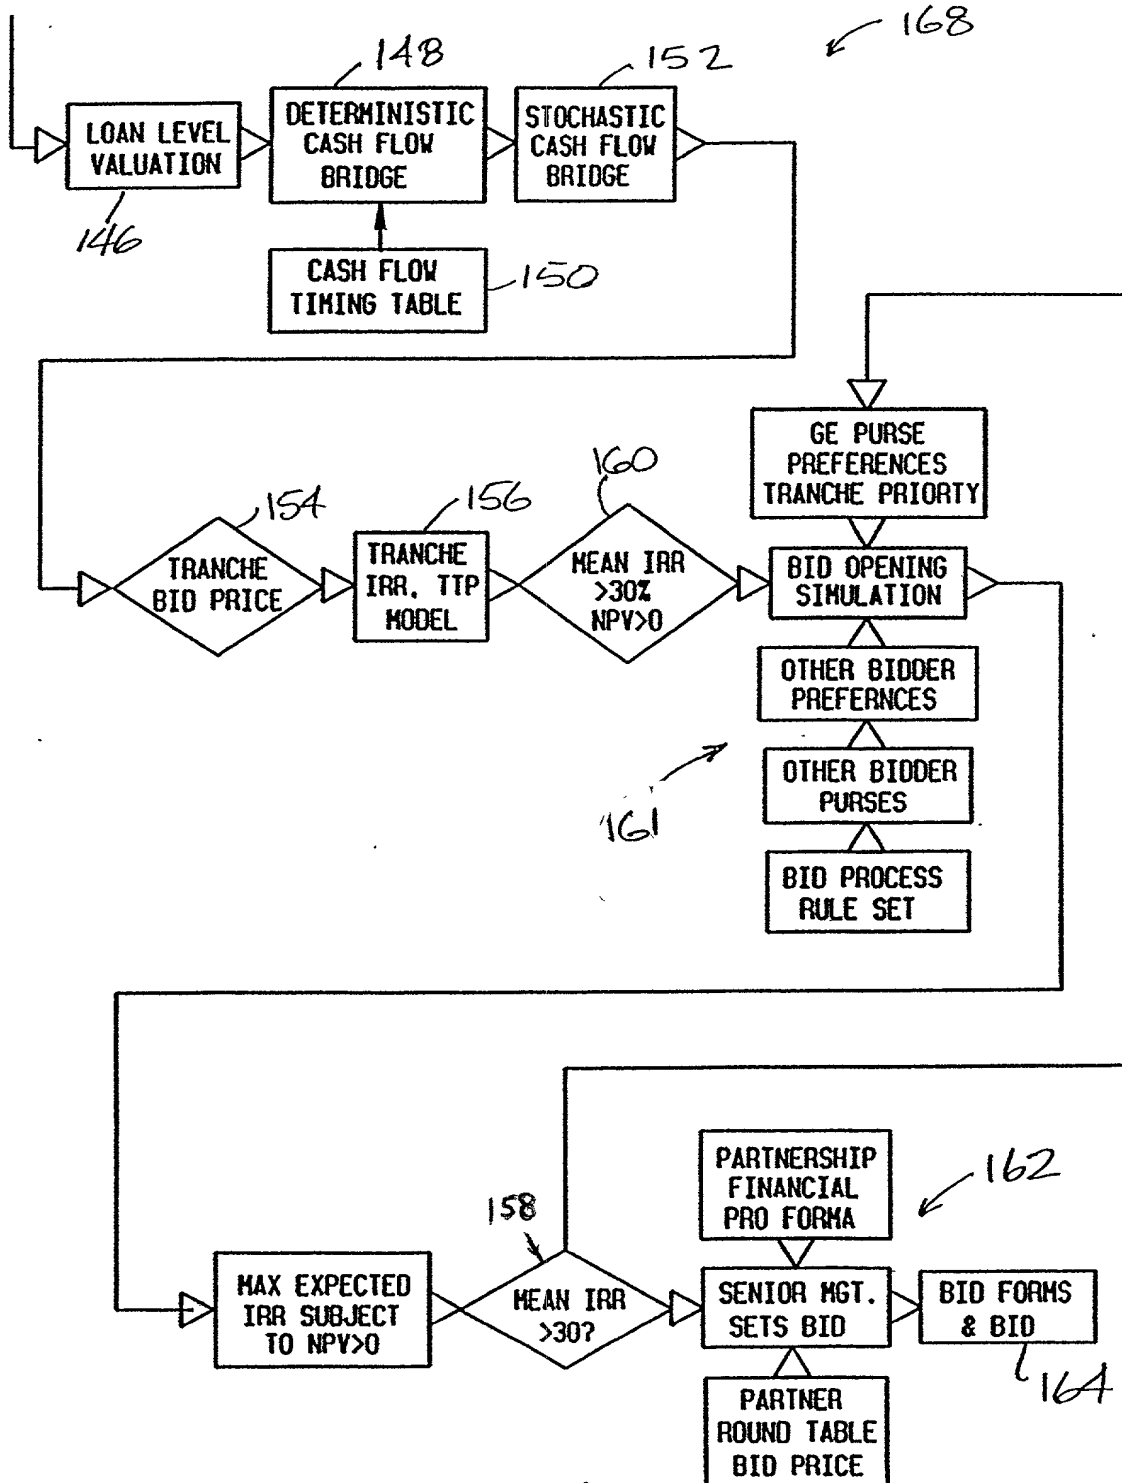 168
148
152
LOAN LEVEL
VALUATION
DETERMINISTIC
CASH FLOW
BRIDGE
STOCHASTIC
CASH FLOW
BRIDGE
146
CASH FLOW
TIMING TABLE
150
GE PURSE
PREFERENCES
TRANCHE PRIORTY
154
156
160
TRANCHE
BID PRICE
TRANCHE
IRR, TTP
MODEL
MEAN IRR
>30%
NPV>0
BID OPENING
SIMULATION
OTHER BIDDER
PREFERNCES
OTHER BIDDER
PURSES
161
BID PROCESS
RULE SET
PARTNERSHIP
FINANCIAL
PRO FORMA
162
158
MAX EXPECTED
IRR SUBJECT
TO NPV>0
MEAN IRR
>30?
SENIOR MGT.
SETS BID
BID FORMS
& BID
164
PARTNER
ROUND TABLE
BID PRICE